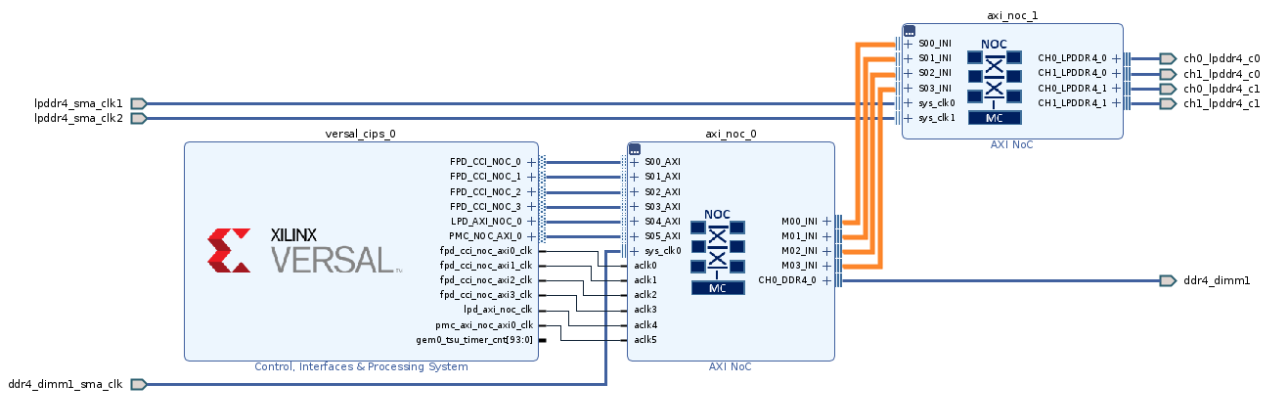 axi_noc_1
S00_INI
S01_INI
S02_INI
S03_INI
sys_clk0
sys_clk1
NOC
MC
CH0_LPDDR4_0
CH1_LPDDR4_0
CH0_LPDDR4_1
CH1_LPDDR4_1
AXI NoC
ch0_lpddr4_c0
ch1_lpddr4_c0
ch0_lpddr4_c1
ch1_lpddr4_c1
lpddr4_sma_clk1
lpddr4_sma_clk2
versal_cips_0
XILINX
VERSAL
FPD_CCI_NOC_0
FPD_CCI_NOC_1
FPD_CCI_NOC_2
FPD_CCI_NOC_3
LPD_AXI_NOC_0
PMC_NOC_AXI_0
fpd_cci_noc_axi0_clk
fpd_cci_noc_axi1_clk
fpd_cci_noc_axi2_clk
fpd_cci_noc_axi3_clk
lpd_axi_noc_clk
pmc_axi_noc_axi0_clk
gem0_tsu_timer_cnt[93:0]
Control, Interfaces & Processing System
axi_noc_0
S00_AXI
S01_AXI
S02_AXI
S03_AXI
S04_AXI
S05_AXI
sys_clk0
aclk0
aclk1
aclk2
aclk3
aclk4
aclk5
NOC
MC
M00_INI
M01_INI
M02_INI
M03_INI
CH0_DDR4_0
AXI NoC
ddr4_dimm1
ddr4_dimm1_sma_clk